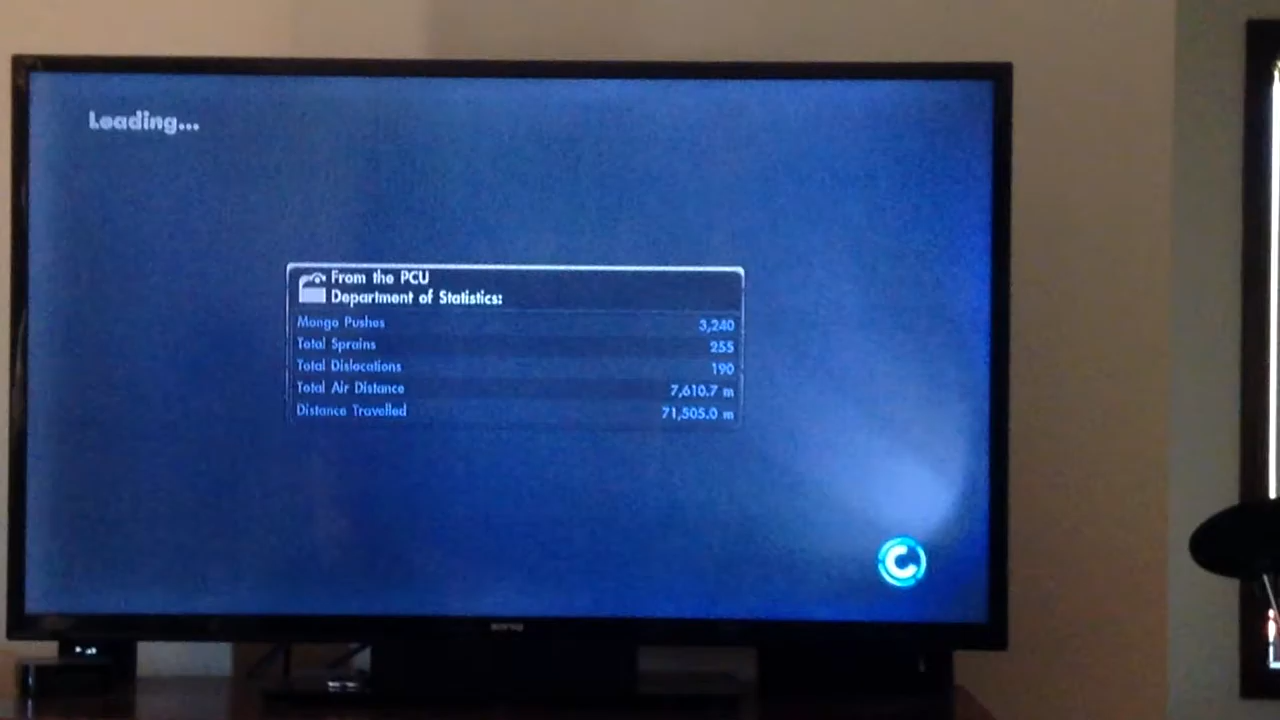 Loading...
From the PCU
Department of Statistics:
Mongo Pushes 3,240
Total Sprains 255
Total Dislocations 190
Total Air Distance 7,610.7 m
Distance Travelled 71,505.0 m